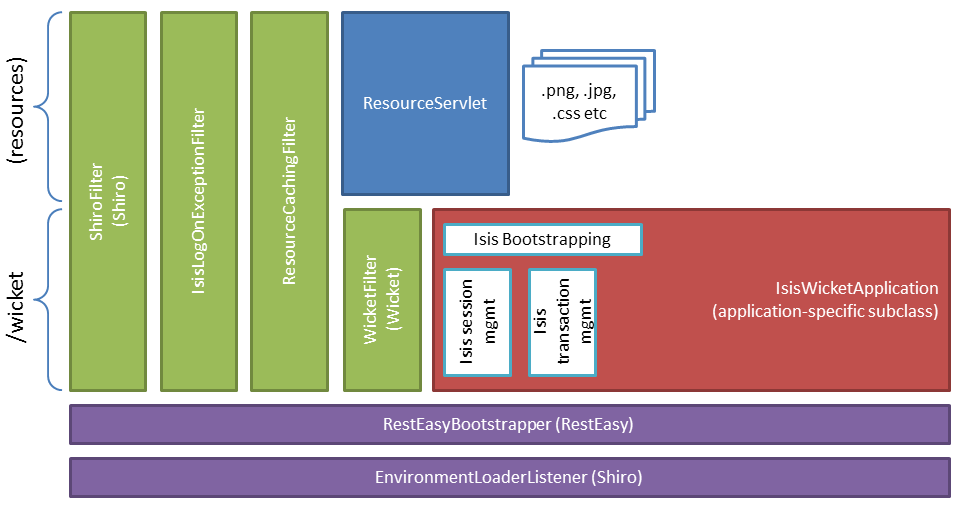 (resources)
/wicket
ShiroFilter
(Shiro)
IsisLogOnExceptionFilter
ResourceCachingFilter
ResourceServlet
.png, .jpg,
.css etc
WicketFilter
(Wicket)
Isis Bootstrapping
Isis session
mgmt
Isis
transaction
mgmt
IsisWicketApplication
(application-specific subclass)
RestEasyBootstrapper (RestEasy)
EnvironmentLoaderListener (Shiro)